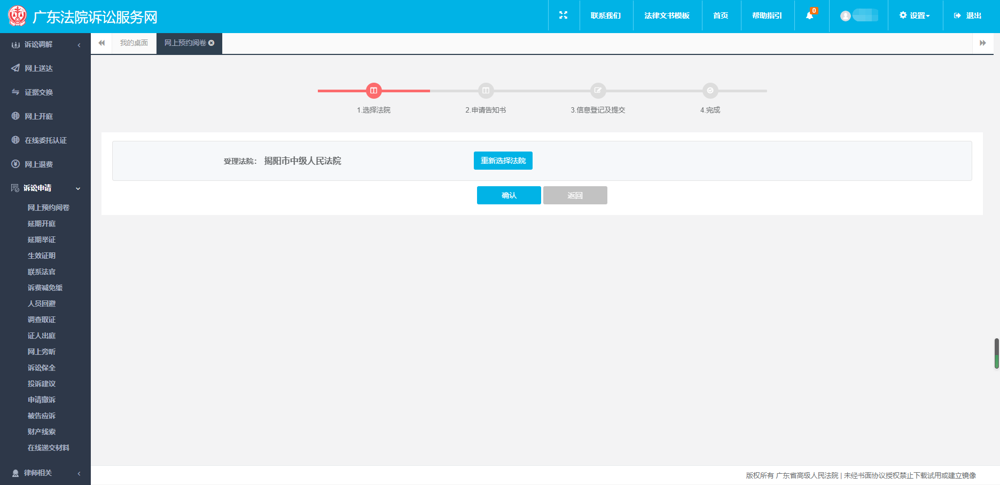 广东法院诉讼服务网
联系我们
法律文书模板
首页
帮助指引
0
设置
退出
诉讼调解
网上送达
证据交换
网上开庭
在线委托认证
网上退费
诉讼申请
网上预约阅卷
延期开庭
延期举证
生效证明
联系法官
诉费减免缓
人员回避
调查取证
证人出庭
网上旁听
诉讼保全
投诉建议
申请撤诉
被告应诉
财产线索
在线递交材料
律师相关
我的桌面
网上预约阅卷
1.选择法院
2.申请告知书
3.信息登记及提交
4.完成
受理法院： 揭阳市中级人民法院
重新选择法院
确认
返回
版权所有 广东省高级人民法院 | 未经书面协议授权禁止下载试用或建立镜像